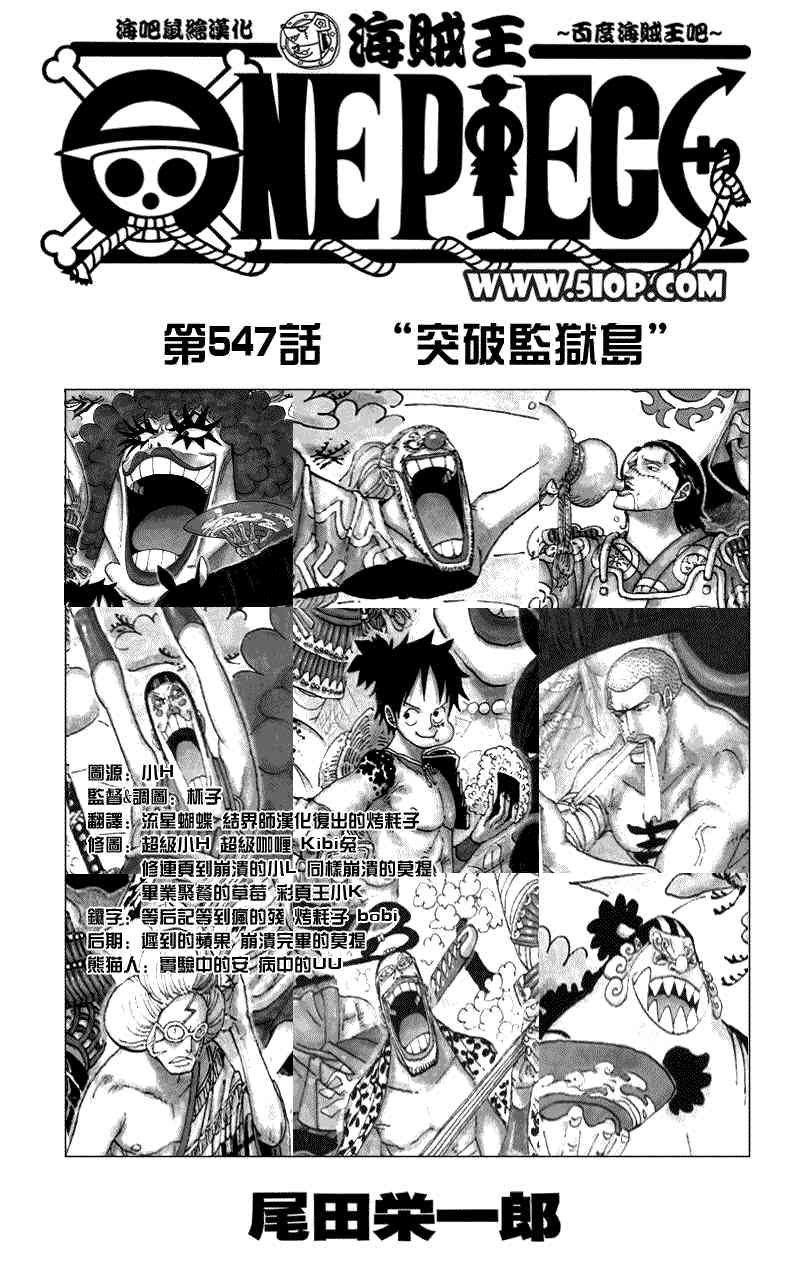 海吧鼠繪漢化
海賊王
~百度海賊王吧~
ONE PIECE
WWW.51OP.COM
第547話 “突破監獄島”
圖源：小H
監督&調圖：杯子
翻譯：流星蝴蝶 結界師漢化復出的烤耗子
修圖：超級小H 超級咖喱 Kibi兔
修連頁到崩潰的小L 同樣崩潰的莫提
畢業聚餐的草莓 彩頁王小K
鑲字：等后記等到瘋的殘 烤耗子 bobi
后期：遲到的蘋果 崩潰完畢的莫提
熊猫人：實驗中的安 病中的UU
尾田栄一郎